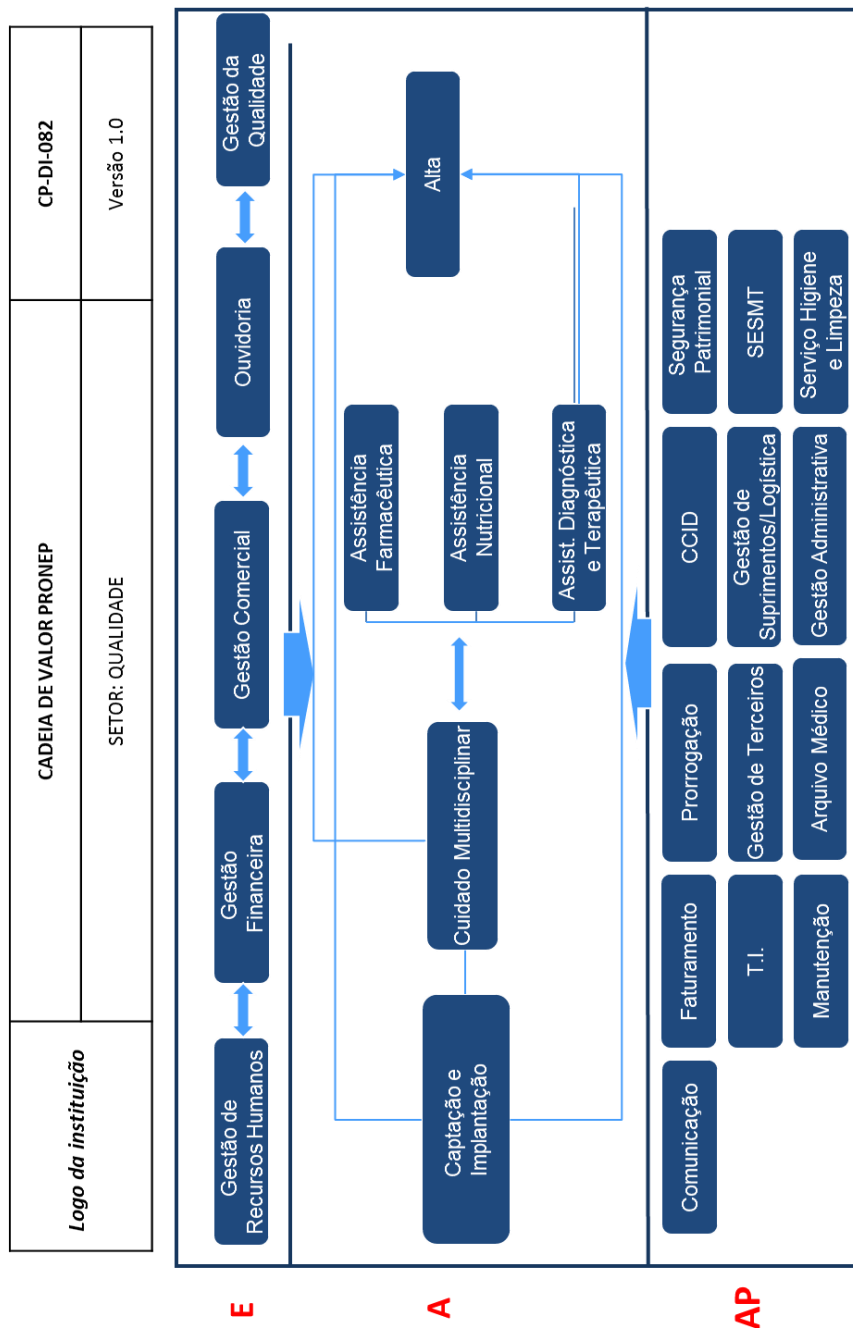 Logo da instituição
CADEIA DE VALOR PRONEP
CP-DI-082
SETOR: QUALIDADE
Versão 1.0
E
Gestão de
Recursos Humanos
Gestão
Financeira
Gestão Comercial
Ouvidoria
Gestão da
Qualidade
A
Captação e
Implantação
Cuidado Multidisciplinar
Assistência
Farmacêutica
Assistência
Nutricional
Assist. Diagnóstica
e Terapêutica
Alta
AP
Comunicação
Faturamento
Prorrogação
CCID
Segurança
Patrimonial
T.I.
Gestão de Terceiros
Gestão de
Suprimentos/Logística
SESMT
Manutenção
Arquivo Médico
Gestão Administrativa
Serviço Higiene
e Limpeza